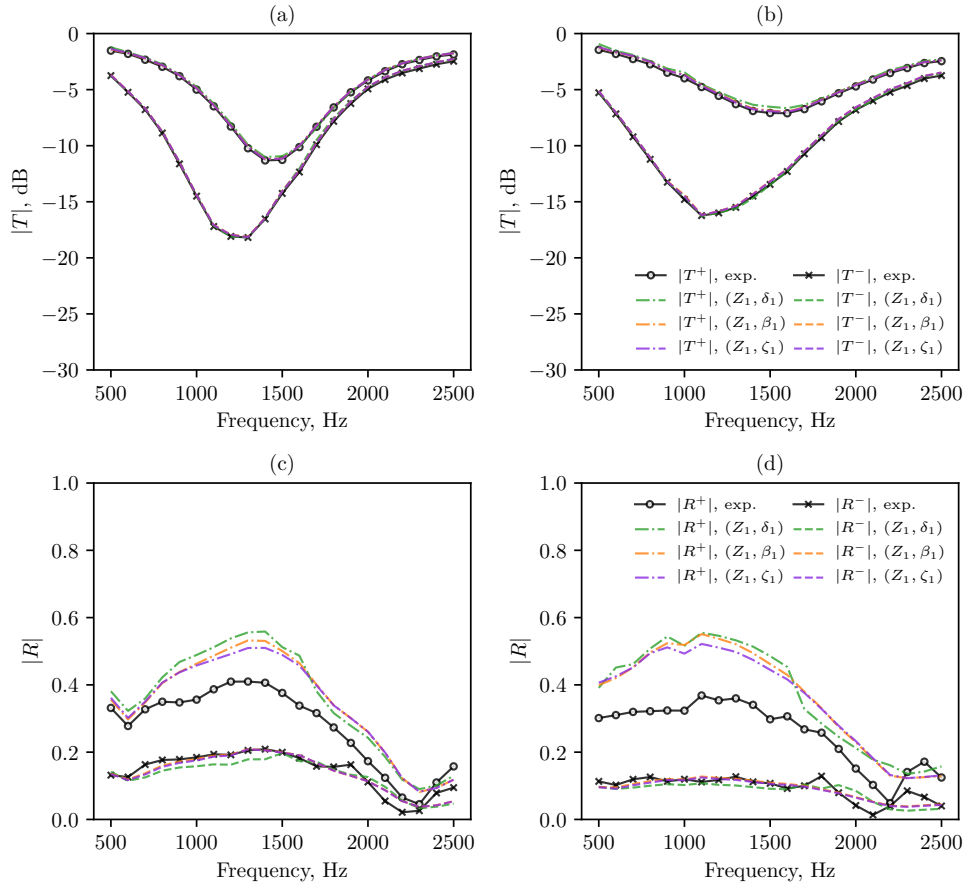 (a)
(b)
0
−5
−10
−15
−20
−25
−30
|T|, dB
500 1000 1500 2000 2500
Frequency, Hz
0
−5
−10
−15
−20
−25
−30
|T|, dB
|T⁺|, exp.
|T⁺|, (Z₁, δ₁)
|T⁺|, (Z₁, β₁)
|T⁺|, (Z₁, ζ₁)
|T⁻|, exp.
|T⁻|, (Z₁, δ₁)
|T⁻|, (Z₁, β₁)
|T⁻|, (Z₁, ζ₁)
500 1000 1500 2000 2500
Frequency, Hz
(c)
(d)
1.0
0.8
0.6
0.4
0.2
0.0
|R|
500 1000 1500 2000 2500
Frequency, Hz
1.0
0.8
0.6
0.4
0.2
0.0
|R|
|R⁺|, exp.
|R⁺|, (Z₁, δ₁)
|R⁺|, (Z₁, β₁)
|R⁺|, (Z₁, ζ₁)
|R⁻|, exp.
|R⁻|, (Z₁, δ₁)
|R⁻|, (Z₁, β₁)
|R⁻|, (Z₁, ζ₁)
500 1000 1500 2000 2500
Frequency, Hz